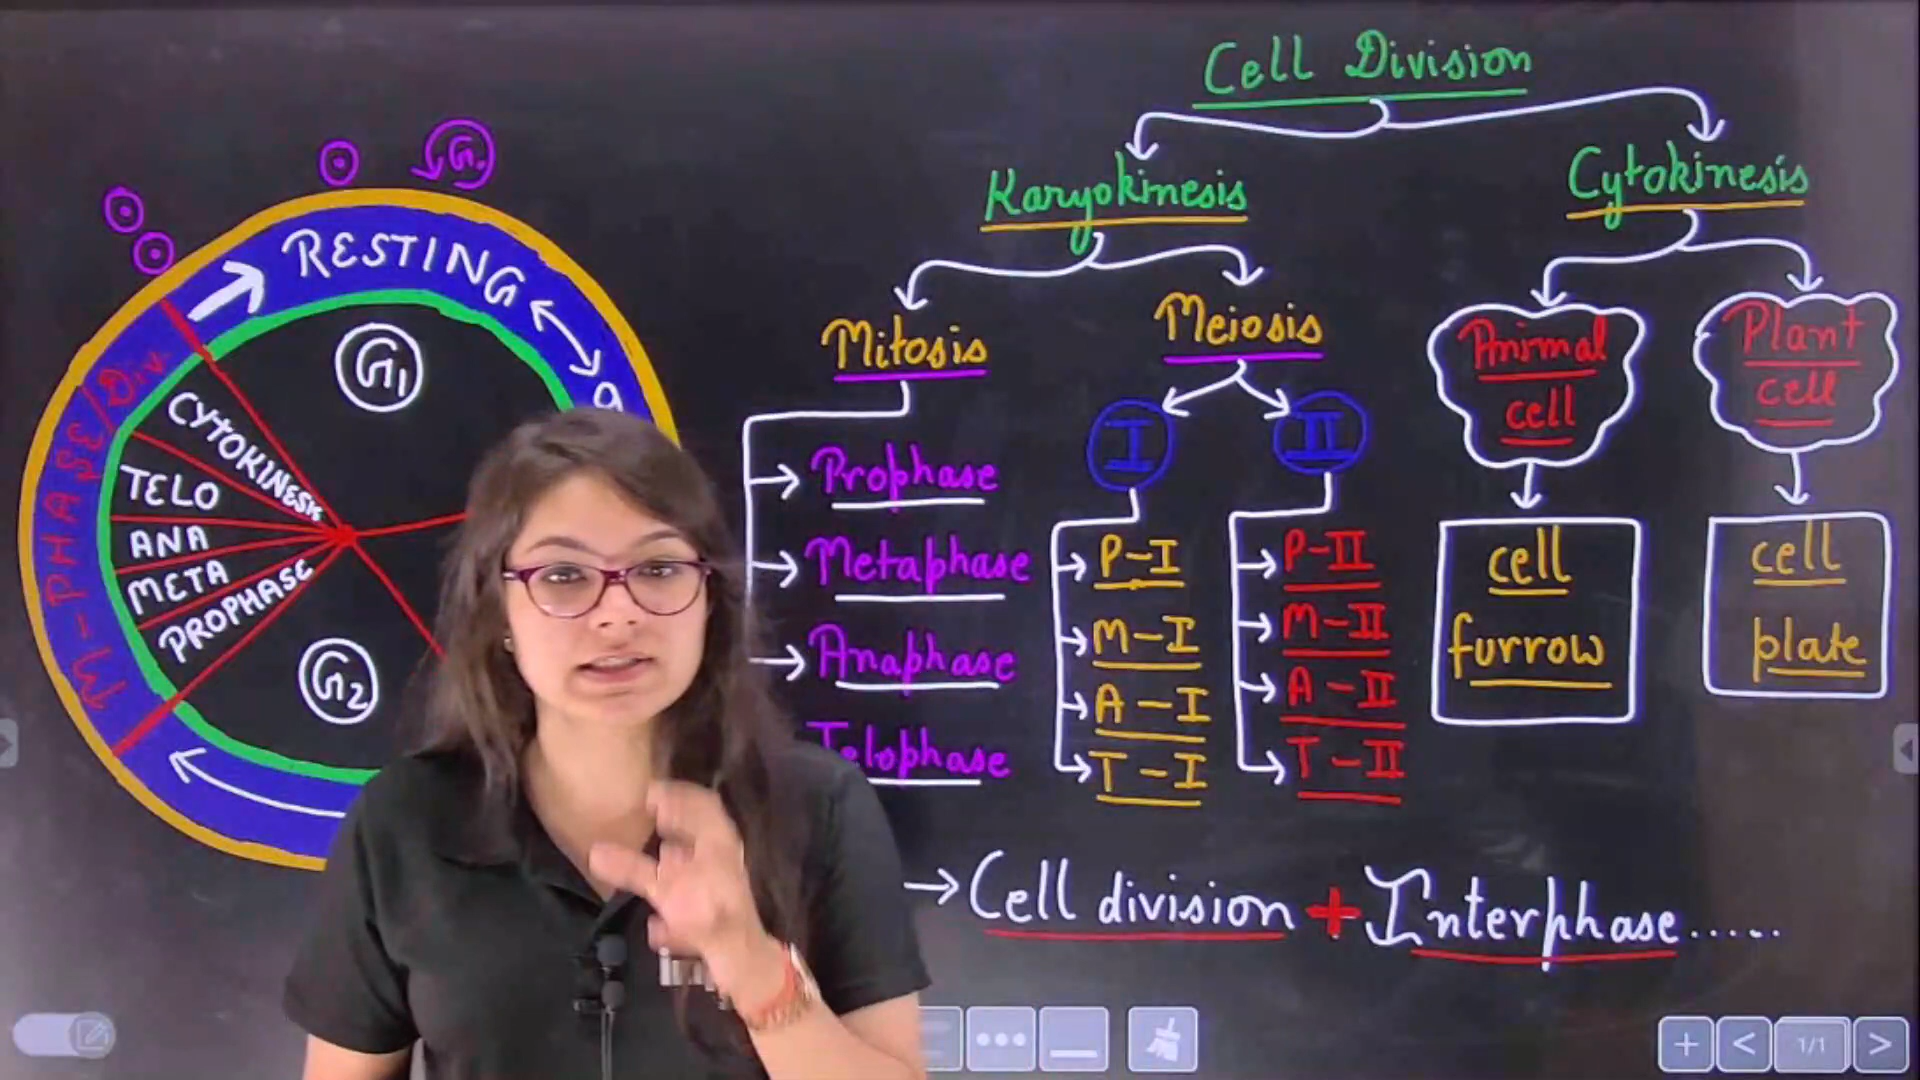 Cell Division
Karyokinesis
Cytokinesis
Mitosis
Meiosis
Animal
cell
Plant
cell
I
II
Prophase
Metaphase
Anaphase
Telophase
P-I
M-I
A-I
T-I
P-II
M-II
A-II
T-II
cell
furrow
cell
plate
→ Cell division + Interphase.....
G₀
RESTING
G₁
M-PHASE/Div.
CYTOKINESIS
TELO
ANA
META
PROPHASE
G₂
1/1